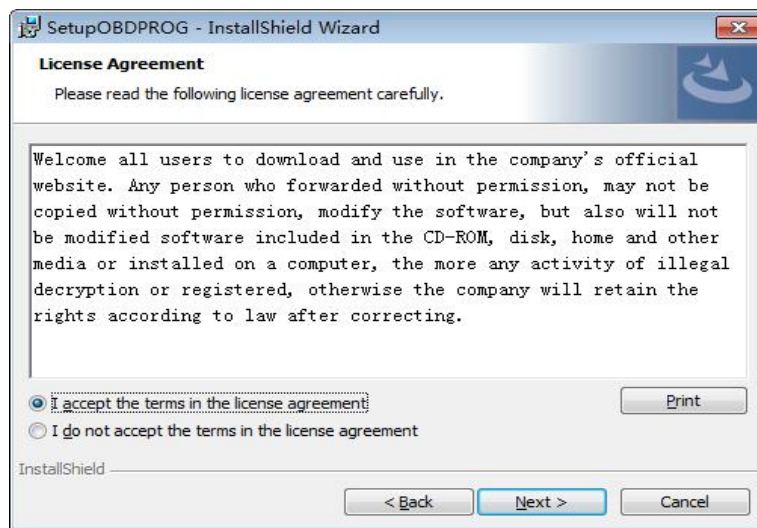 SetupOBDPROG - InstallShield Wizard
License Agreement
Please read the following license agreement carefully.
Welcome all users to download and use in the company's official
website. Any person who forwarded without permission, may not be
copied without permission, modify the software, but also will not
be modified software included in the CD-ROM, disk, home and other
media or installed on a computer, the more any activity of illegal
decryption or registered, otherwise the company will retain the
rights according to law after correcting.
I accept the terms in the license agreement
Print
I do not accept the terms in the license agreement
InstallShield
< Back
Next >
Cancel